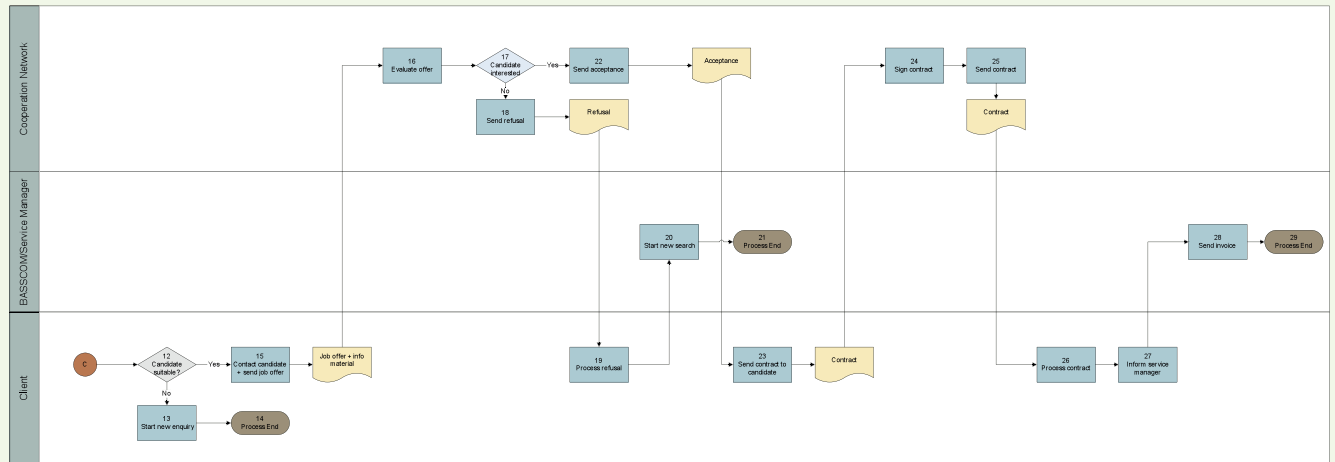 Cooperation Network
16
Evaluate offer
17
Candidate
interested
Yes
No
22
Send acceptance
Acceptance
18
Send refusal
Refusal
24
Sign contract
25
Send contract
Contract
BASSCOM/Service Manager
20
Start new search
21
Process End
28
Send invoice
29
Process End
Client
C
12
Candidate
suitable?
Yes
No
15
Contact candidate
+ send job offer
Job offer + info
material
13
Start new enquiry
14
Process End
19
Process refusal
23
Send contract to
candidate
Contract
26
Process contract
27
Inform service
manager